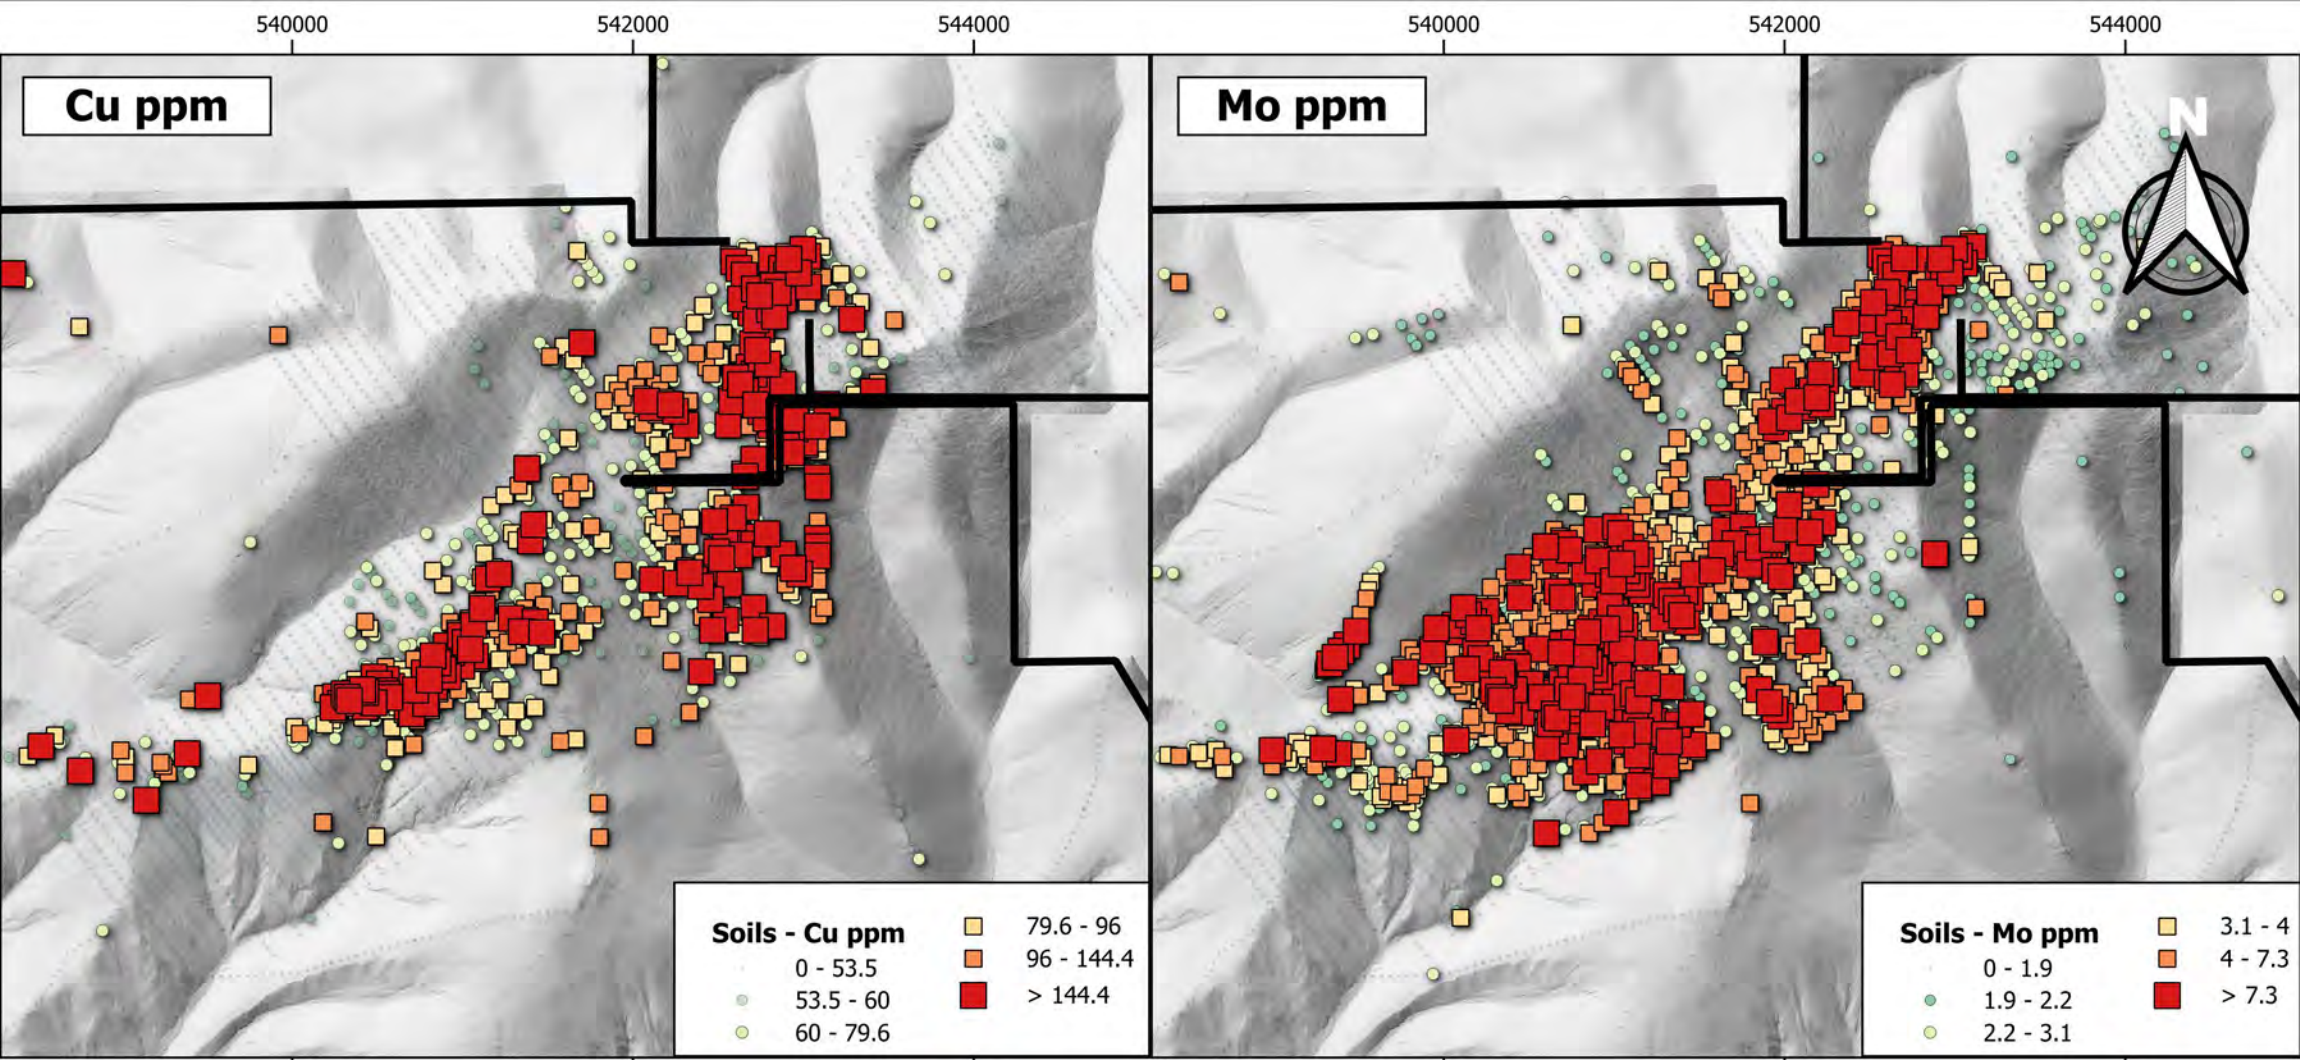 540000 542000 544000 540000 542000 544000
Cu ppm
Mo ppm
N
Soils - Cu ppm
0 - 53.5
53.5 - 60
60 - 79.6
79.6 - 96
96 - 144.4
> 144.4
Soils - Mo ppm
0 - 1.9
1.9 - 2.2
2.2 - 3.1
3.1 - 4
4 - 7.3
> 7.3